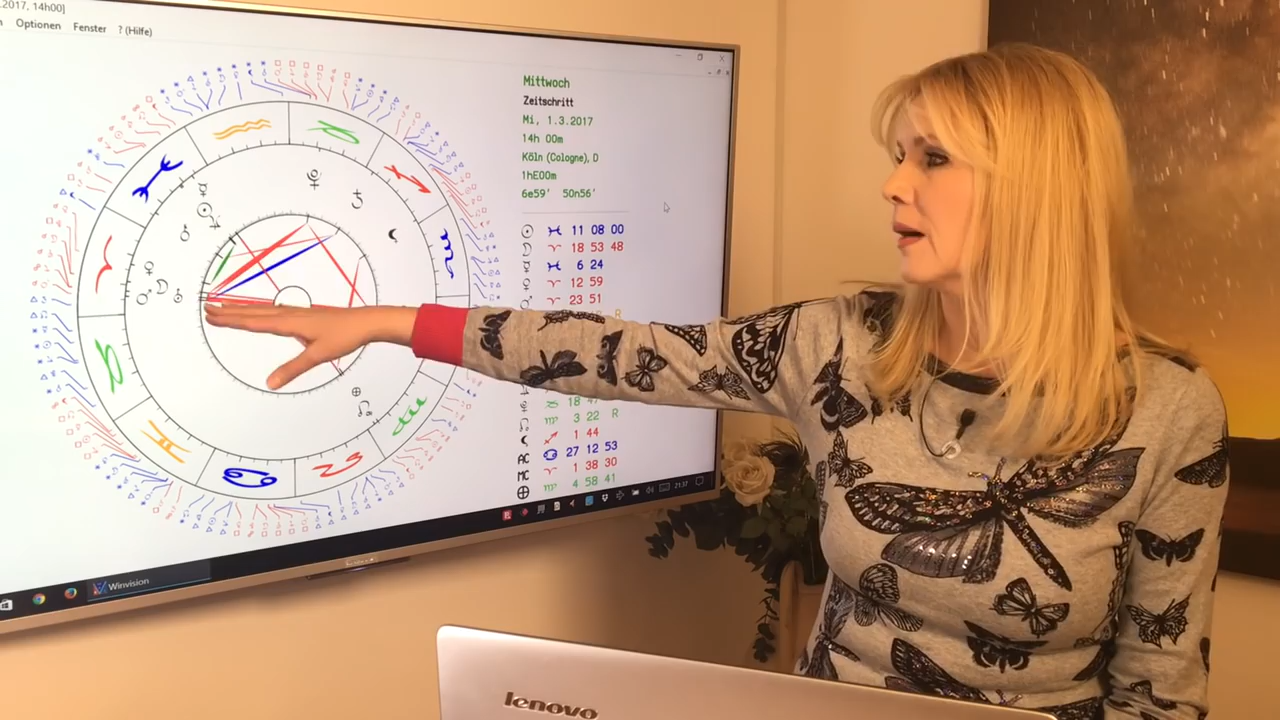 .2017, 14h00]
Optionen Fenster ? (Hilfe)
Mittwoch
Zeitschritt
Mi, 1.3.2017
14h 00m
Köln (Cologne), D
1hE00m
6e59' 50n56'
☉ ♓ 11 08 00
☽ ♈ 18 53 48
☿ ♓ 6 24
♀ ♈ 12 59
♂ ♈ 23 51
R
♍ 3 22 R
♐ 1 44
AC ♋ 27 12 53
MC ♈ 1 38 30
⊕ ♍ 4 58 41
21:37
Winvision
lenovo